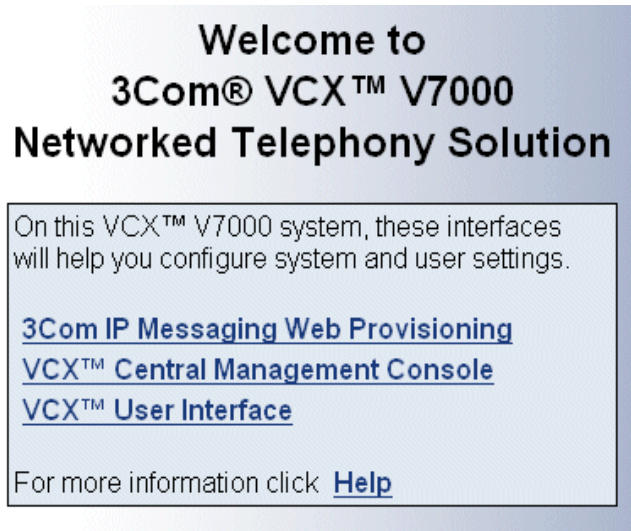 Welcome to
3Com® VCX™ V7000
Networked Telephony Solution
On this VCX™ V7000 system, these interfaces
will help you configure system and user settings.
3Com IP Messaging Web Provisioning
VCX™ Central Management Console
VCX™ User Interface
For more information click Help